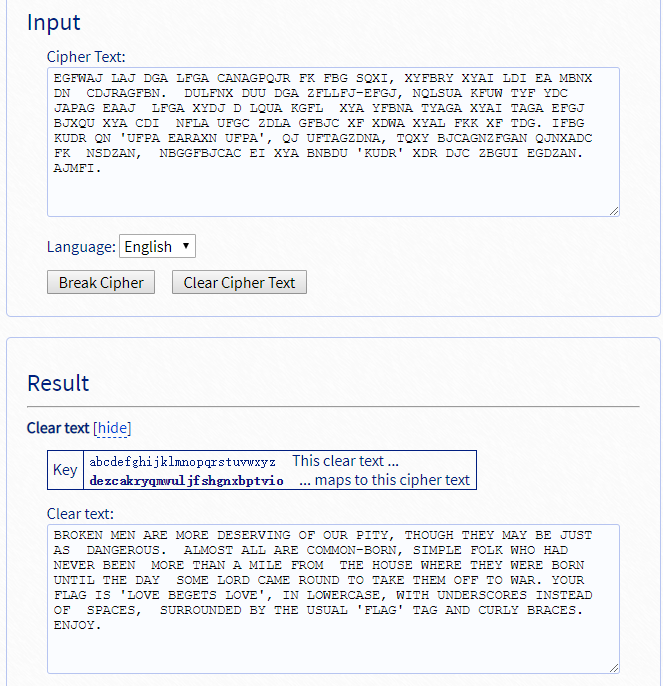 Input
Cipher Text:
EGFWAJ LAJ DGA LFGA CANAGPQJR FK FBG SQXI, XYFBRY XYAI LDI EA MBNX
DN  CDJRAGFBN.  DULFNX DUU DGA ZFLLFJ-EFGJ, NQLSUA KFUW TYF YDC
JAPAG EAAJ  LFGA XYDJ D LQUA KGFL  XYA YFBNA TYAGA XYAI TAGA EFGJ
BJXQU XYA CDI  NFLA UFGC ZDLA GFBJC XF XDWA XYAL FKK XF TDG. IFBG
KUDR QN 'UFPA EARAXN UFPA', QJ UFTAGZDNA, TQXY BJCAGNZFGAN QJNXADC
FK  NSDZAN,  NBGGFBJCAC EI XYA BNBDU 'KUDR' XDR DJC ZBGUI EGDZAN.
AJMFI.
Language: English
Break Cipher Clear Cipher Text
Result
Clear text [hide]
Key abcdefghijklmnopqrstuvwxyz This clear text ...
dezcakryqmwuljfshgnxbptvio ... maps to this cipher text
Clear text:
BROKEN MEN ARE MORE DESERVING OF OUR PITY, THOUGH THEY MAY BE JUST
AS  DANGEROUS.  ALMOST ALL ARE COMMON-BORN, SIMPLE FOLK WHO HAD
NEVER BEEN  MORE THAN A MILE FROM  THE HOUSE WHERE THEY WERE BORN
UNTIL THE DAY  SOME LORD CAME ROUND TO TAKE THEM OFF TO WAR. YOUR
FLAG IS 'LOVE BEGETS LOVE', IN LOWERCASE, WITH UNDERSCORES INSTEAD
OF  SPACES,  SURROUNDED BY THE USUAL 'FLAG' TAG AND CURLY BRACES.
ENJOY.